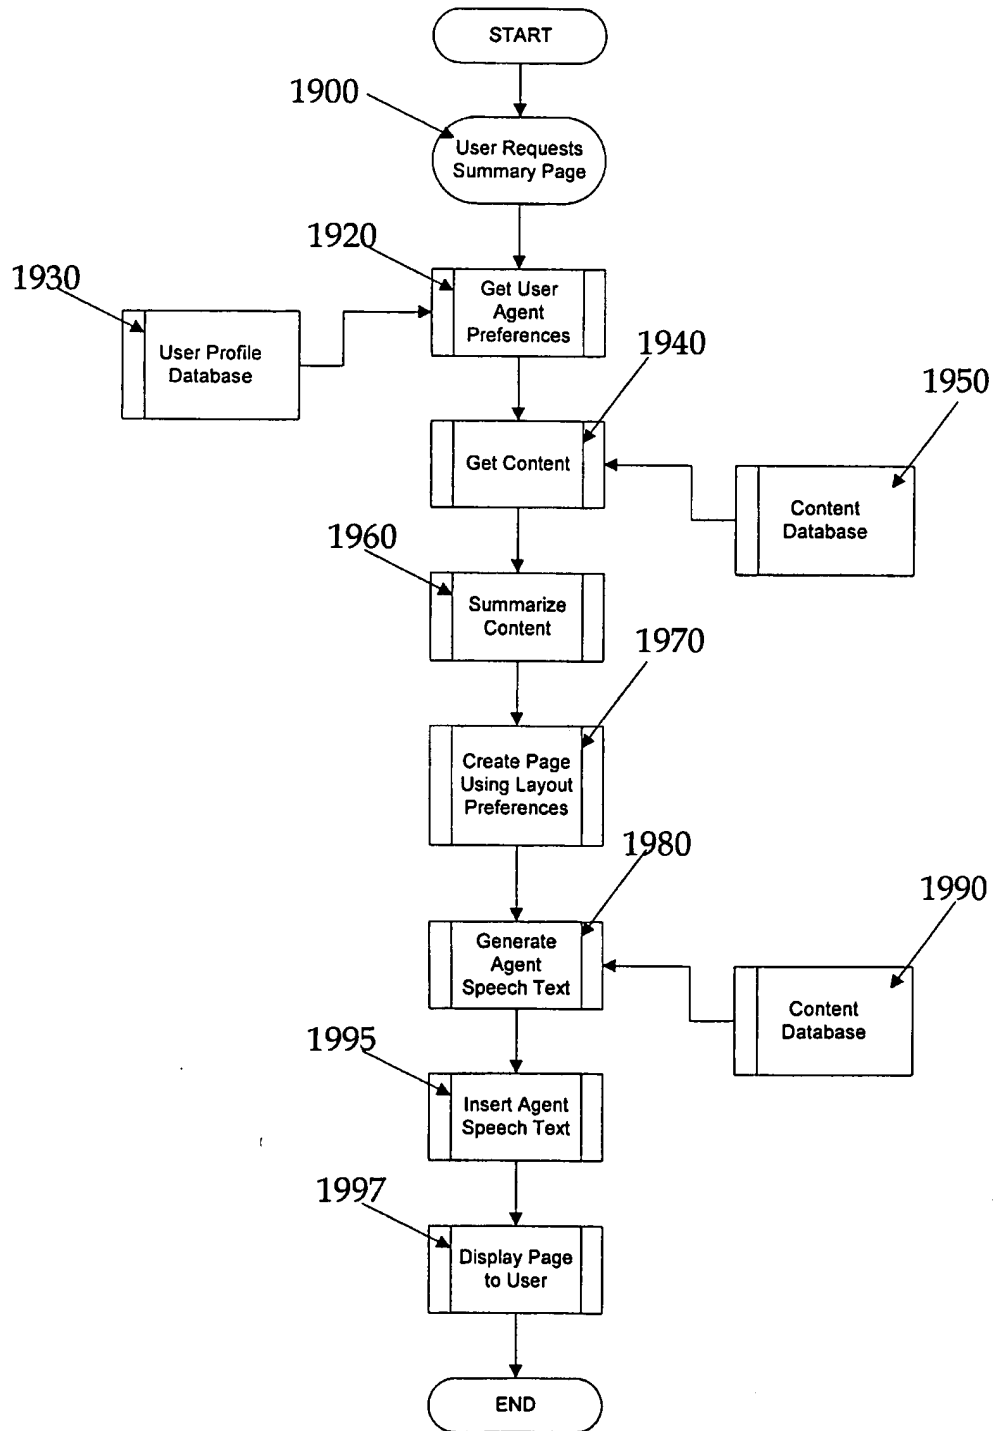 START
1900
User Requests
Summary Page
1920
1930
Get User
Agent
Preferences
User Profile
Database
1940
1950
Get Content
Content
Database
1960
Summarize
Content
1970
Create Page
Using Layout
Preferences
1980
1990
Generate
Agent
Speech Text
Content
Database
1995
Insert Agent
Speech Text
1997
Display Page
to User
END